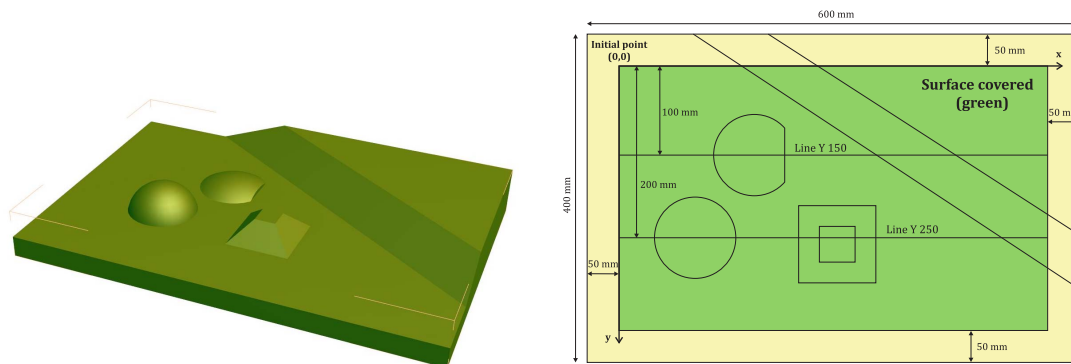 600 mm
Initial point
(0,0)
50 mm
x
Surface covered
(green)
100 mm
50 m
Line Y 150
200 mm
400 mm
Line Y 250
50 mm
y
50 mm